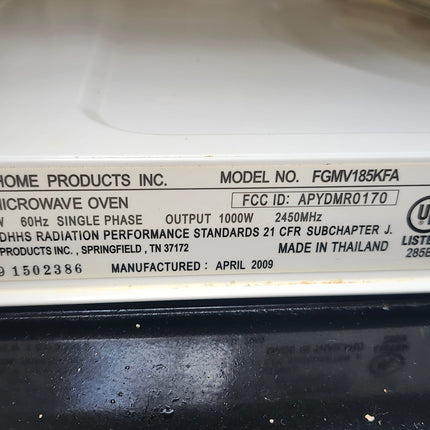 HOME PRODUCTS INC. MODEL NO. FGMV185KFA
MICROWAVE OVEN FCC ID: APYDMR0170
W 60Hz SINGLE PHASE OUTPUT 1000W 2450MHz
DHHS RADIATION PERFORMANCE STANDARDS 21 CFR SUBCHAPTER J.
PRODUCTS INC. , SPRINGFIELD , TN 37172 MADE IN THAILAND
9 1502386 MANUFACTURED : APRIL 2009
UL
LISTE
285E